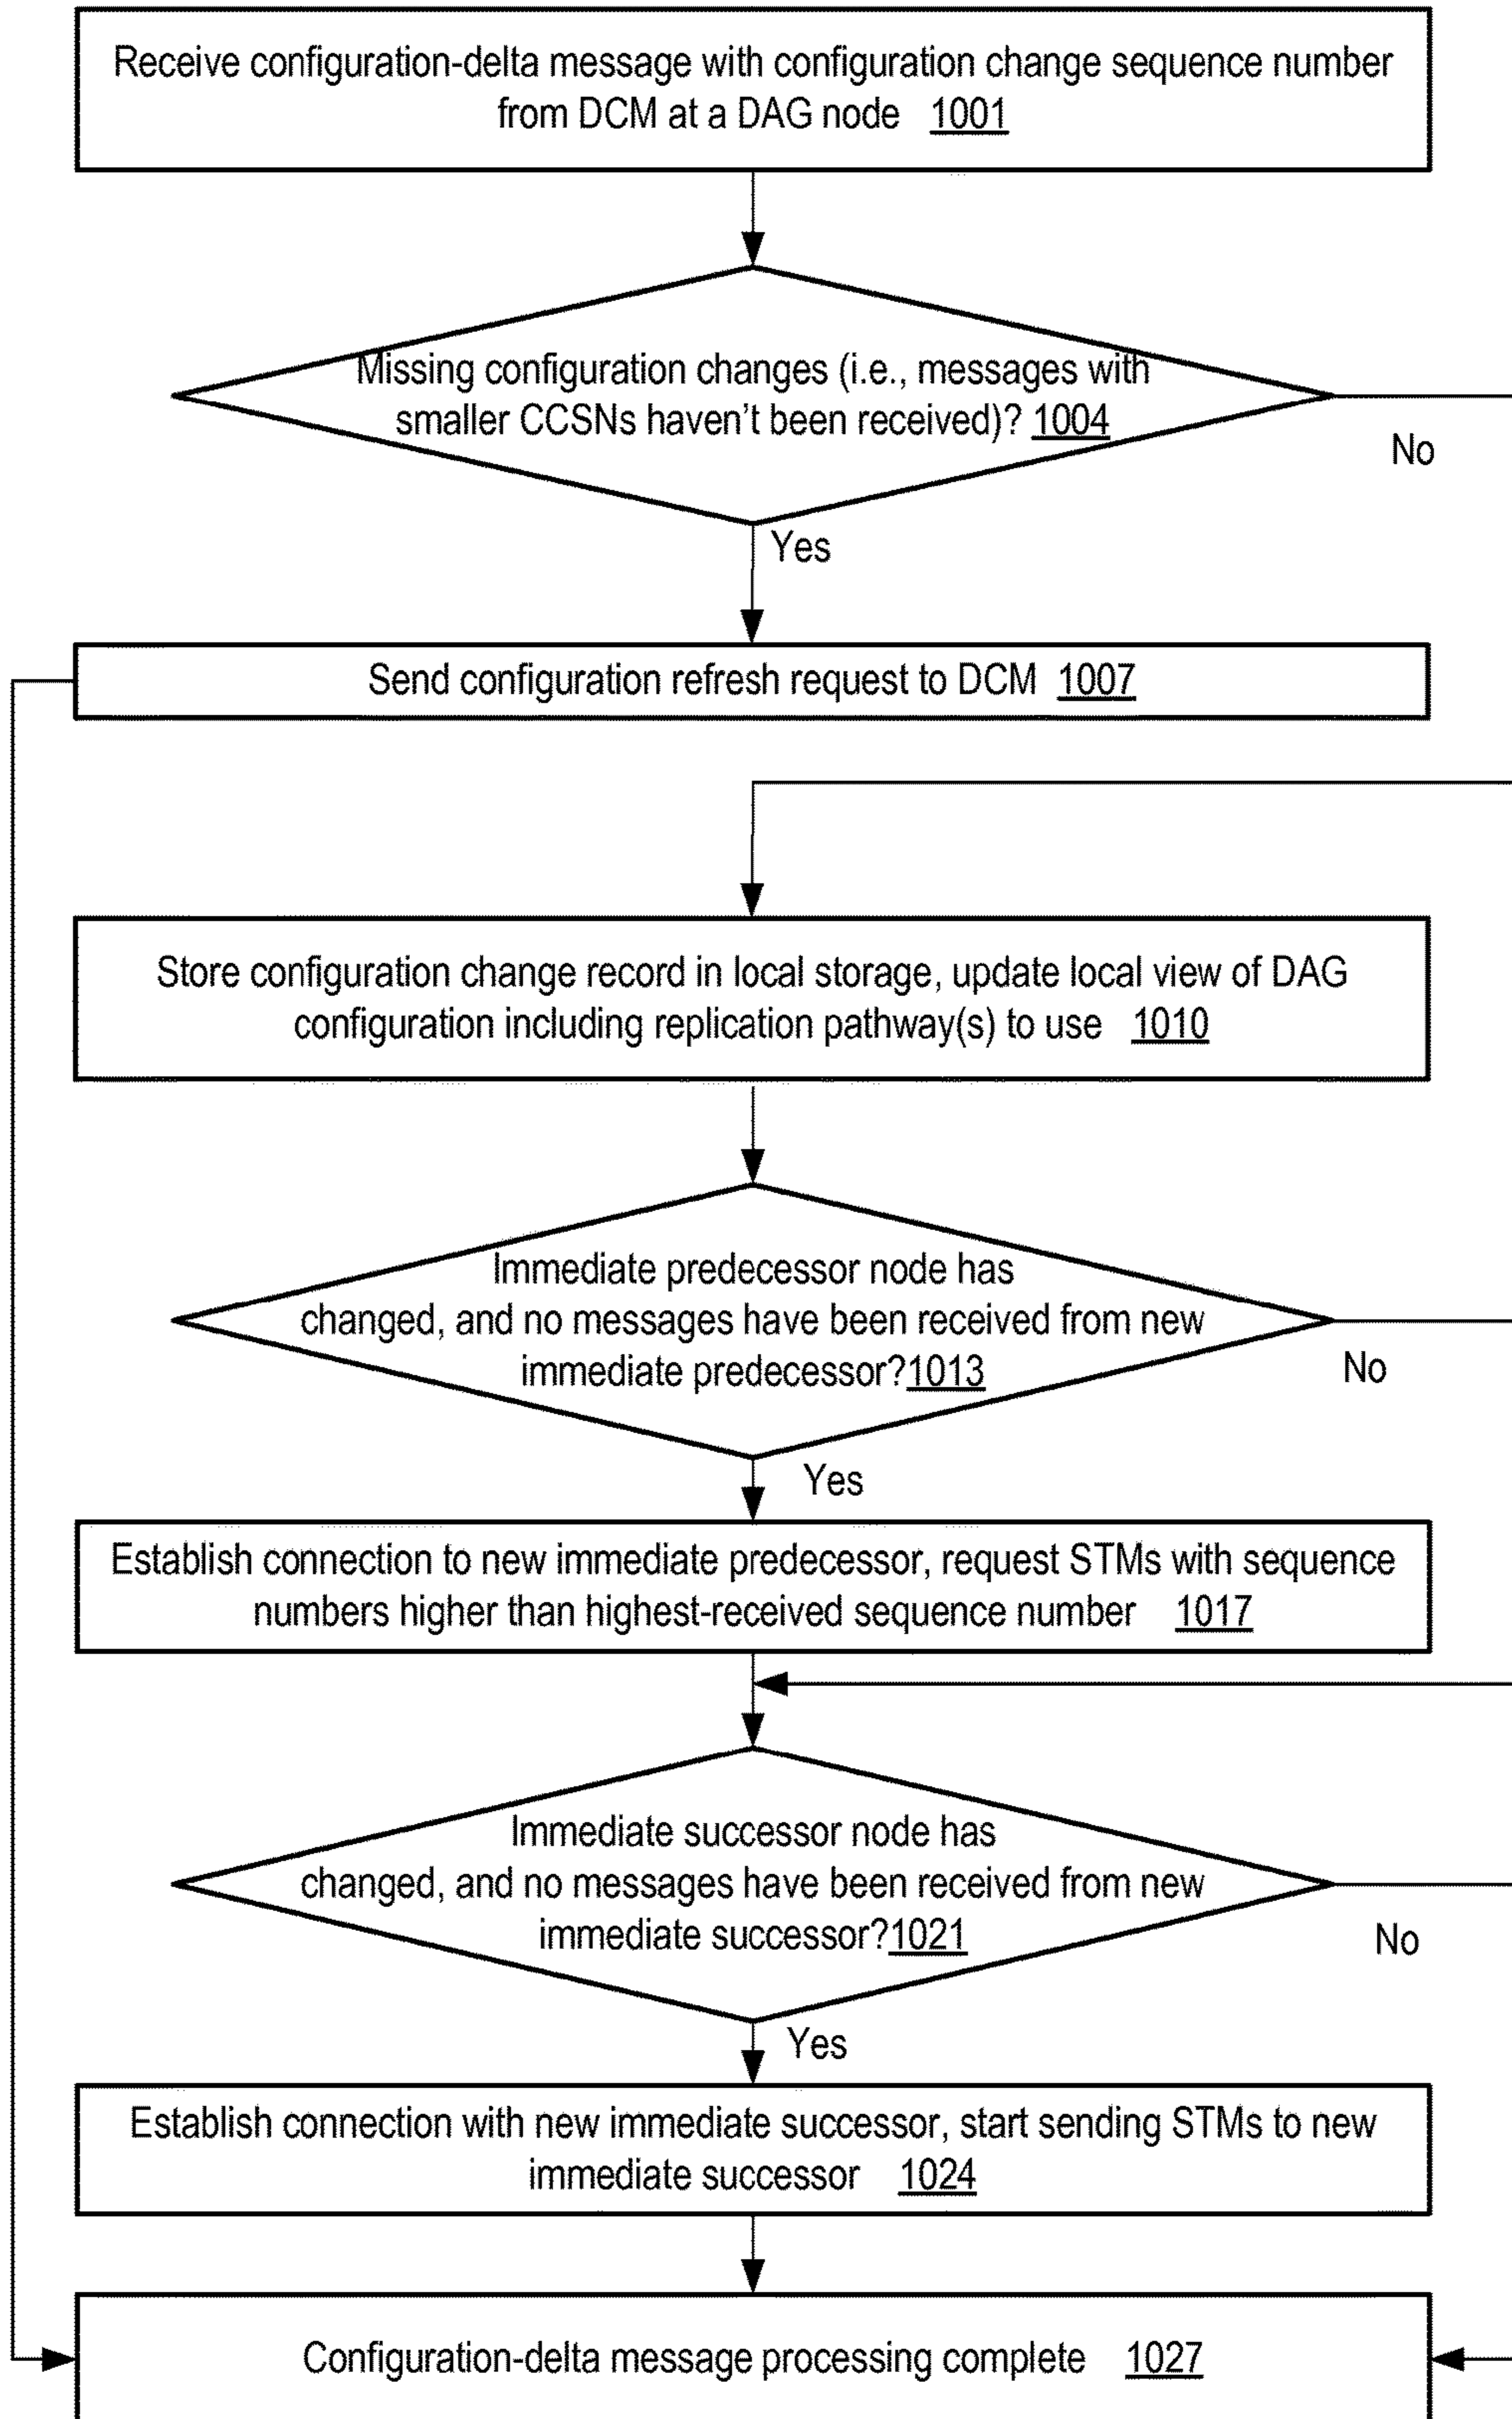 Receive configuration-delta message with configuration change sequence number
from DCM at a DAG node 1001
Missing configuration changes (i.e., messages with
smaller CCSNs haven't been received)? 1004
No
Yes
Send configuration refresh request to DCM 1007
Store configuration change record in local storage, update local view of DAG
configuration including replication pathway(s) to use 1010
Immediate predecessor node has
changed, and no messages have been received from new
immediate predecessor?1013
No
Yes
Establish connection to new immediate predecessor, request STMs with sequence
numbers higher than highest-received sequence number 1017
Immediate successor node has
changed, and no messages have been received from new
immediate successor?1021
No
Yes
Establish connection with new immediate successor, start sending STMs to new
immediate successor 1024
Configuration-delta message processing complete 1027